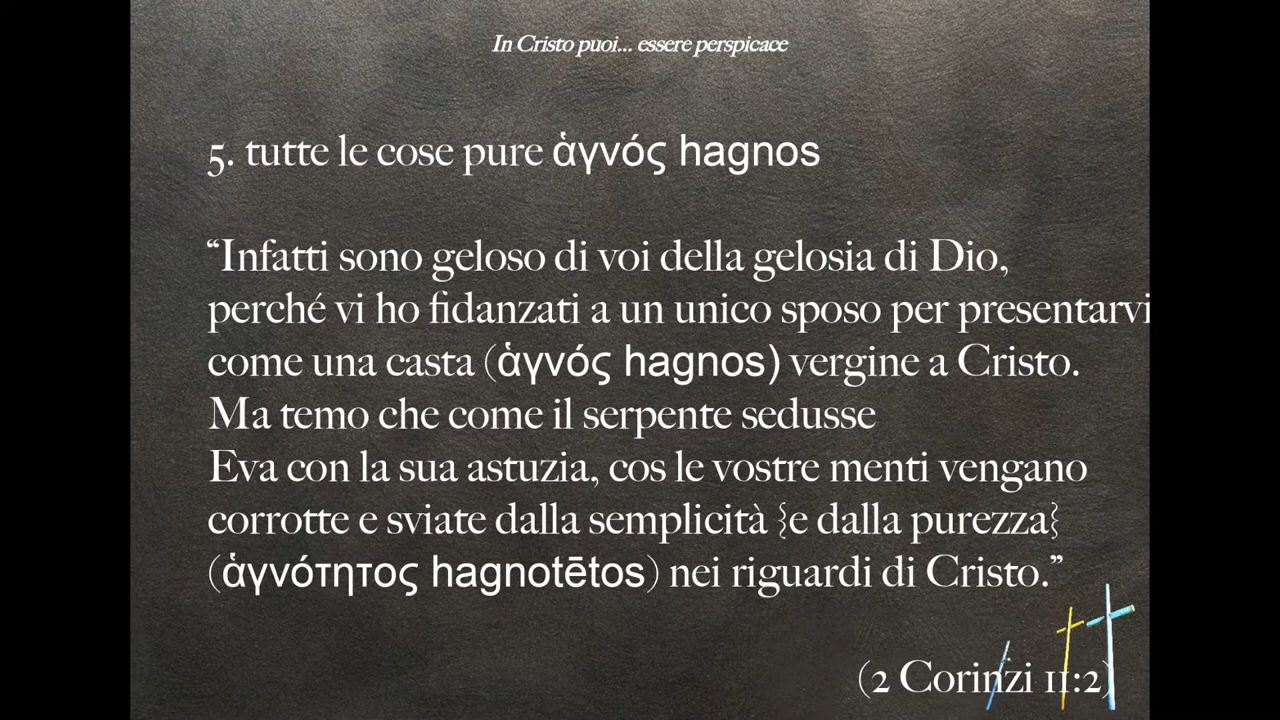 In Cristo puoi... essere perspicace
5. tutte le cose pure ἁγνός hagnos
“Infatti sono geloso di voi della gelosia di Dio,
perché vi ho fidanzati a un unico sposo per presentarvi
come una casta (ἁγνός hagnos) vergine a Cristo.
Ma temo che come il serpente sedusse
Eva con la sua astuzia, cos le vostre menti vengano
corrotte e sviate dalla semplicità }e dalla purezza{
(ἁγνότητος hagnotētos) nei riguardi di Cristo.”
(2 Corinzi 11:2)